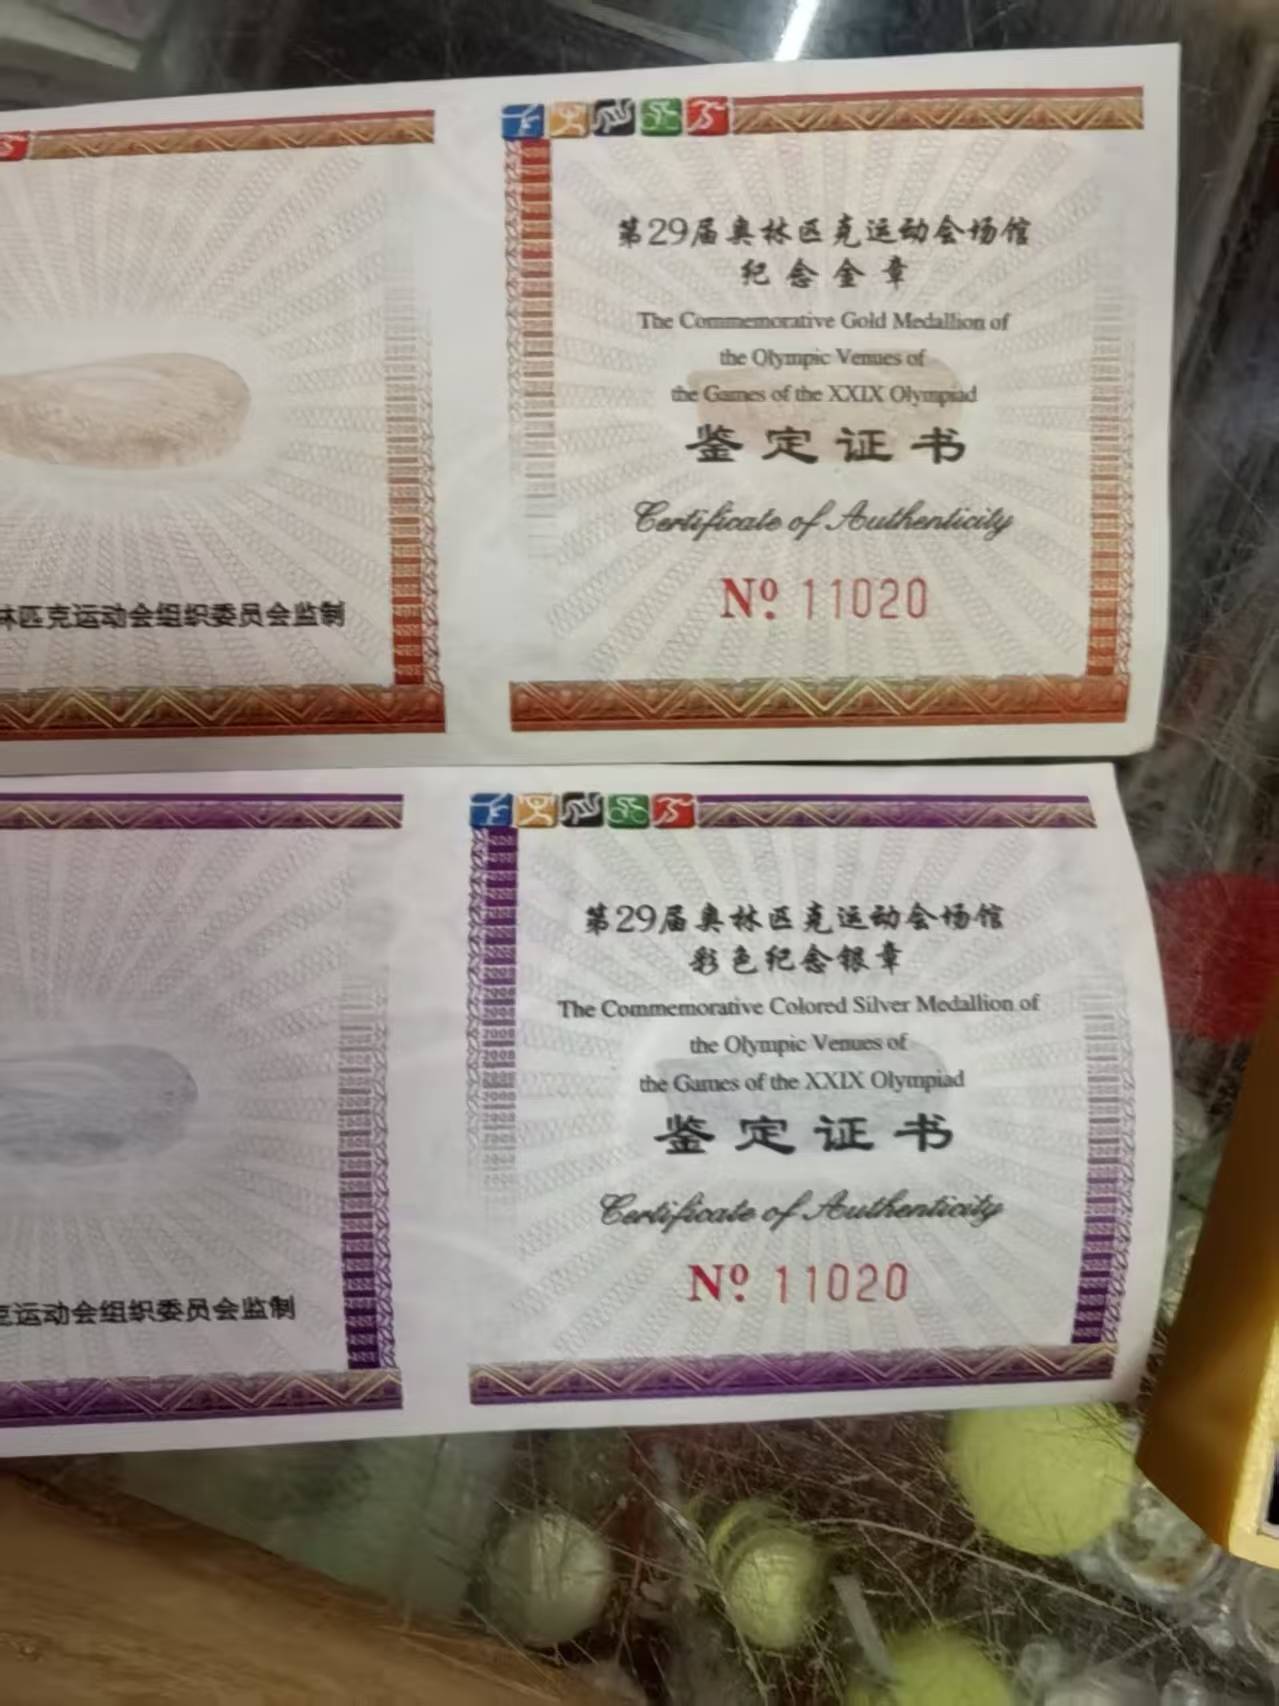 第29届奥林匹克运动会场馆
纪念金章
The Commemorative Gold Medallion of
the Olympic Venues of
the Games of the XXIX Olympiad
鉴定证书
Certificate of Authenticity
Nº 11020
林匹克运动会组织委员会监制
第29届奥林匹克运动会场馆
彩色纪念银章
The Commemorative Colored Silver Medallion of
the Olympic Venues of
the Games of the XXIX Olympiad
鉴定证书
Certificate of Authenticity
Nº 11020
克运动会组织委员会监制